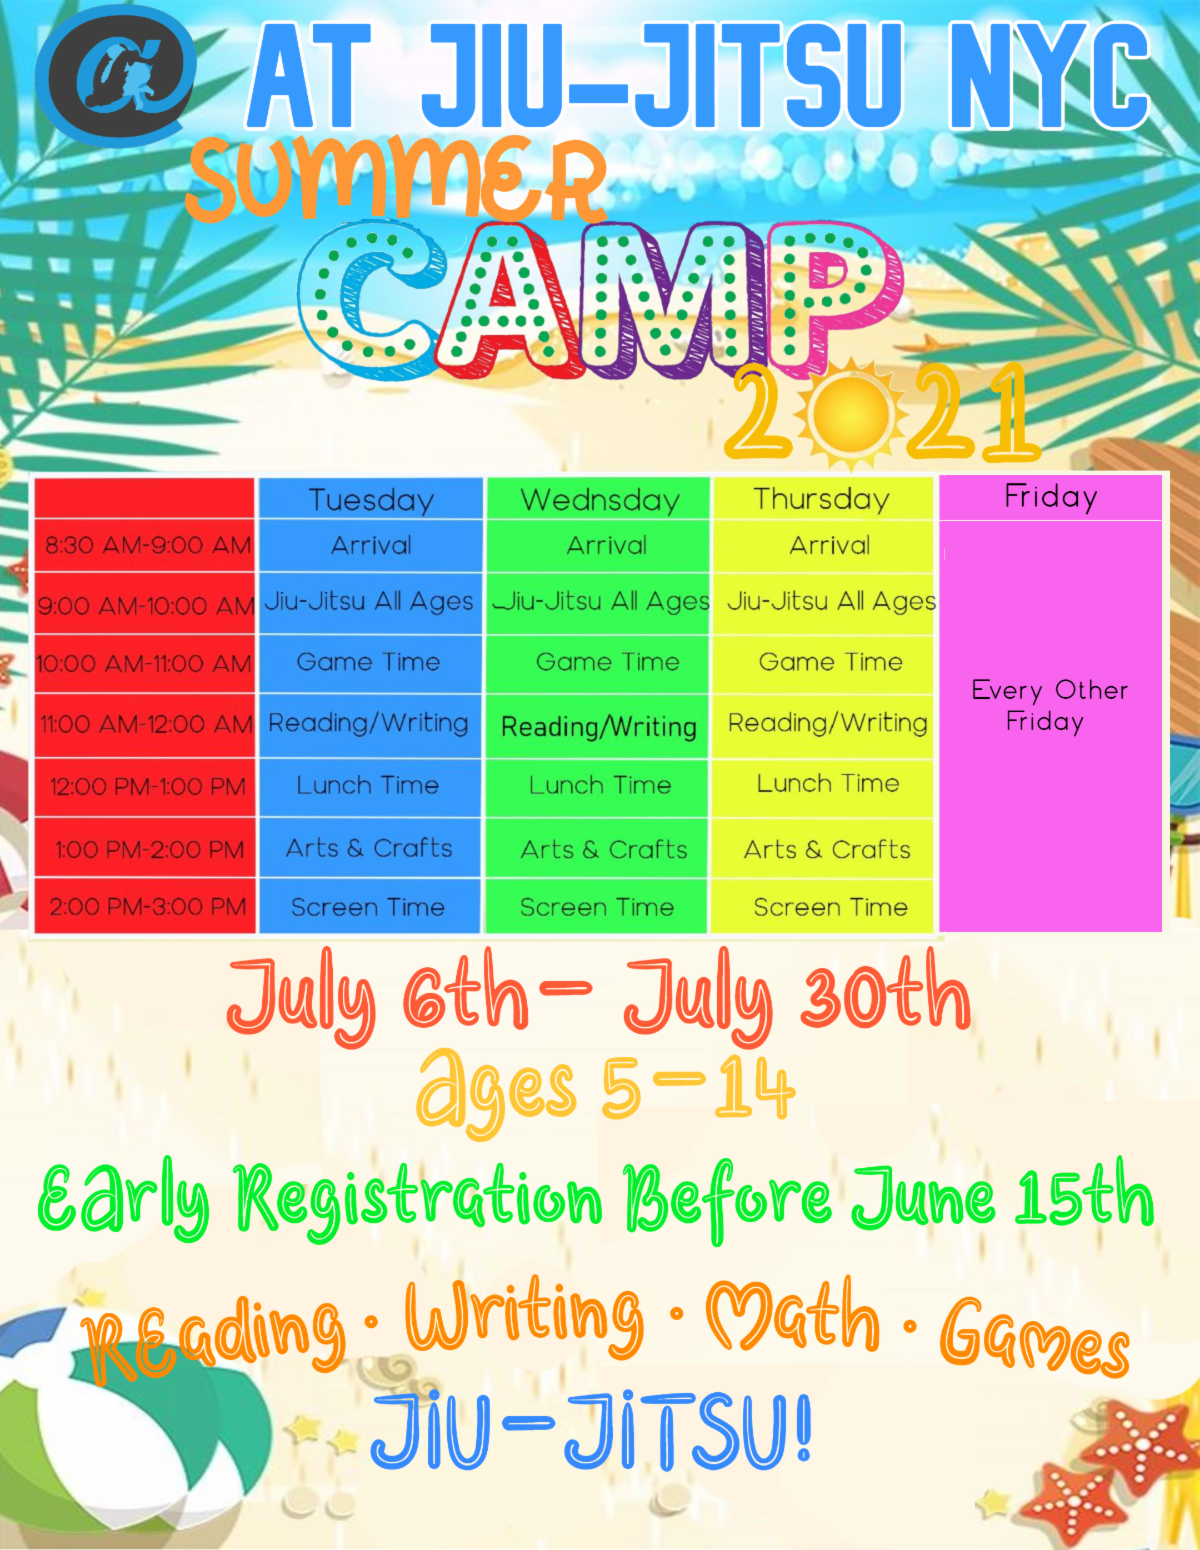 @ AT JIU-JITSU NYC
SUMMER
CAMP
2021
Tuesday Wednsday Thursday Friday
8:30 AM-9:00 AM Arrival Arrival Arrival
9:00 AM-10:00 AM Jiu-Jitsu All Ages Jiu-Jitsu All Ages Jiu-Jitsu All Ages
10:00 AM-11:00 AM Game Time Game Time Game Time
11:00 AM-12:00 AM Reading/Writing Reading/Writing Reading/Writing
Every Other
Friday
12:00 PM-1:00 PM Lunch Time Lunch Time Lunch Time
1:00 PM-2:00 PM Arts & Crafts Arts & Crafts Arts & Crafts
2:00 PM-3:00 PM Screen Time Screen Time Screen Time
July 6th- July 30th
Ages 5-14
Early Registration Before June 15th
Reading • Writing • Math • Games
JiU-JiTSU!